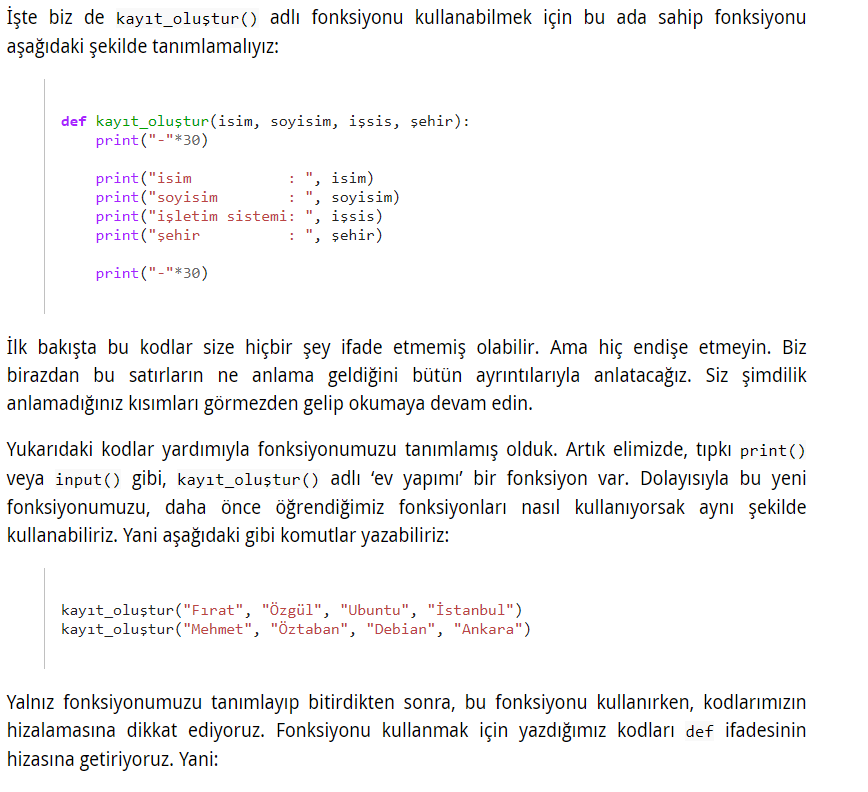 İşte biz de kayıt_oluştur() adlı fonksiyonu kullanabilmek için bu ada sahip fonksiyonu
aşağıdaki şekilde tanımlamalıyız:
def kayıt_oluştur(isim, soyisim, işsis, şehir):
    print("-"*30)
    print("isim           : ", isim)
    print("soyisim        : ", soyisim)
    print("işletim sistemi: ", işsis)
    print("şehir          : ", şehir)
    print("-"*30)
İlk bakışta bu kodlar size hiçbir şey ifade etmemiş olabilir. Ama hiç endişe etmeyin. Biz
birazdan bu satırların ne anlama geldiğini bütün ayrıntılarıyla anlatacağız. Siz şimdilik
anlamadığınız kısımları görmezden gelip okumaya devam edin.
Yukarıdaki kodlar yardımıyla fonksiyonumuzu tanımlamış olduk. Artık elimizde, tıpkı print()
veya input() gibi, kayıt_oluştur() adlı ‘ev yapımı’ bir fonksiyon var. Dolayısıyla bu yeni
fonksiyonumuzu, daha önce öğrendiğimiz fonksiyonları nasıl kullanıyorsak aynı şekilde
kullanabiliriz. Yani aşağıdaki gibi komutlar yazabiliriz:
kayıt_oluştur("Fırat", "Özgül", "Ubuntu", "İstanbul")
kayıt_oluştur("Mehmet", "Öztaban", "Debian", "Ankara")
Yalnız fonksiyonumuzu tanımlayıp bitirdikten sonra, bu fonksiyonu kullanırken, kodlarımızın
hizalamasına dikkat ediyoruz. Fonksiyonu kullanmak için yazdığımız kodları def ifadesinin
hizasına getiriyoruz. Yani: